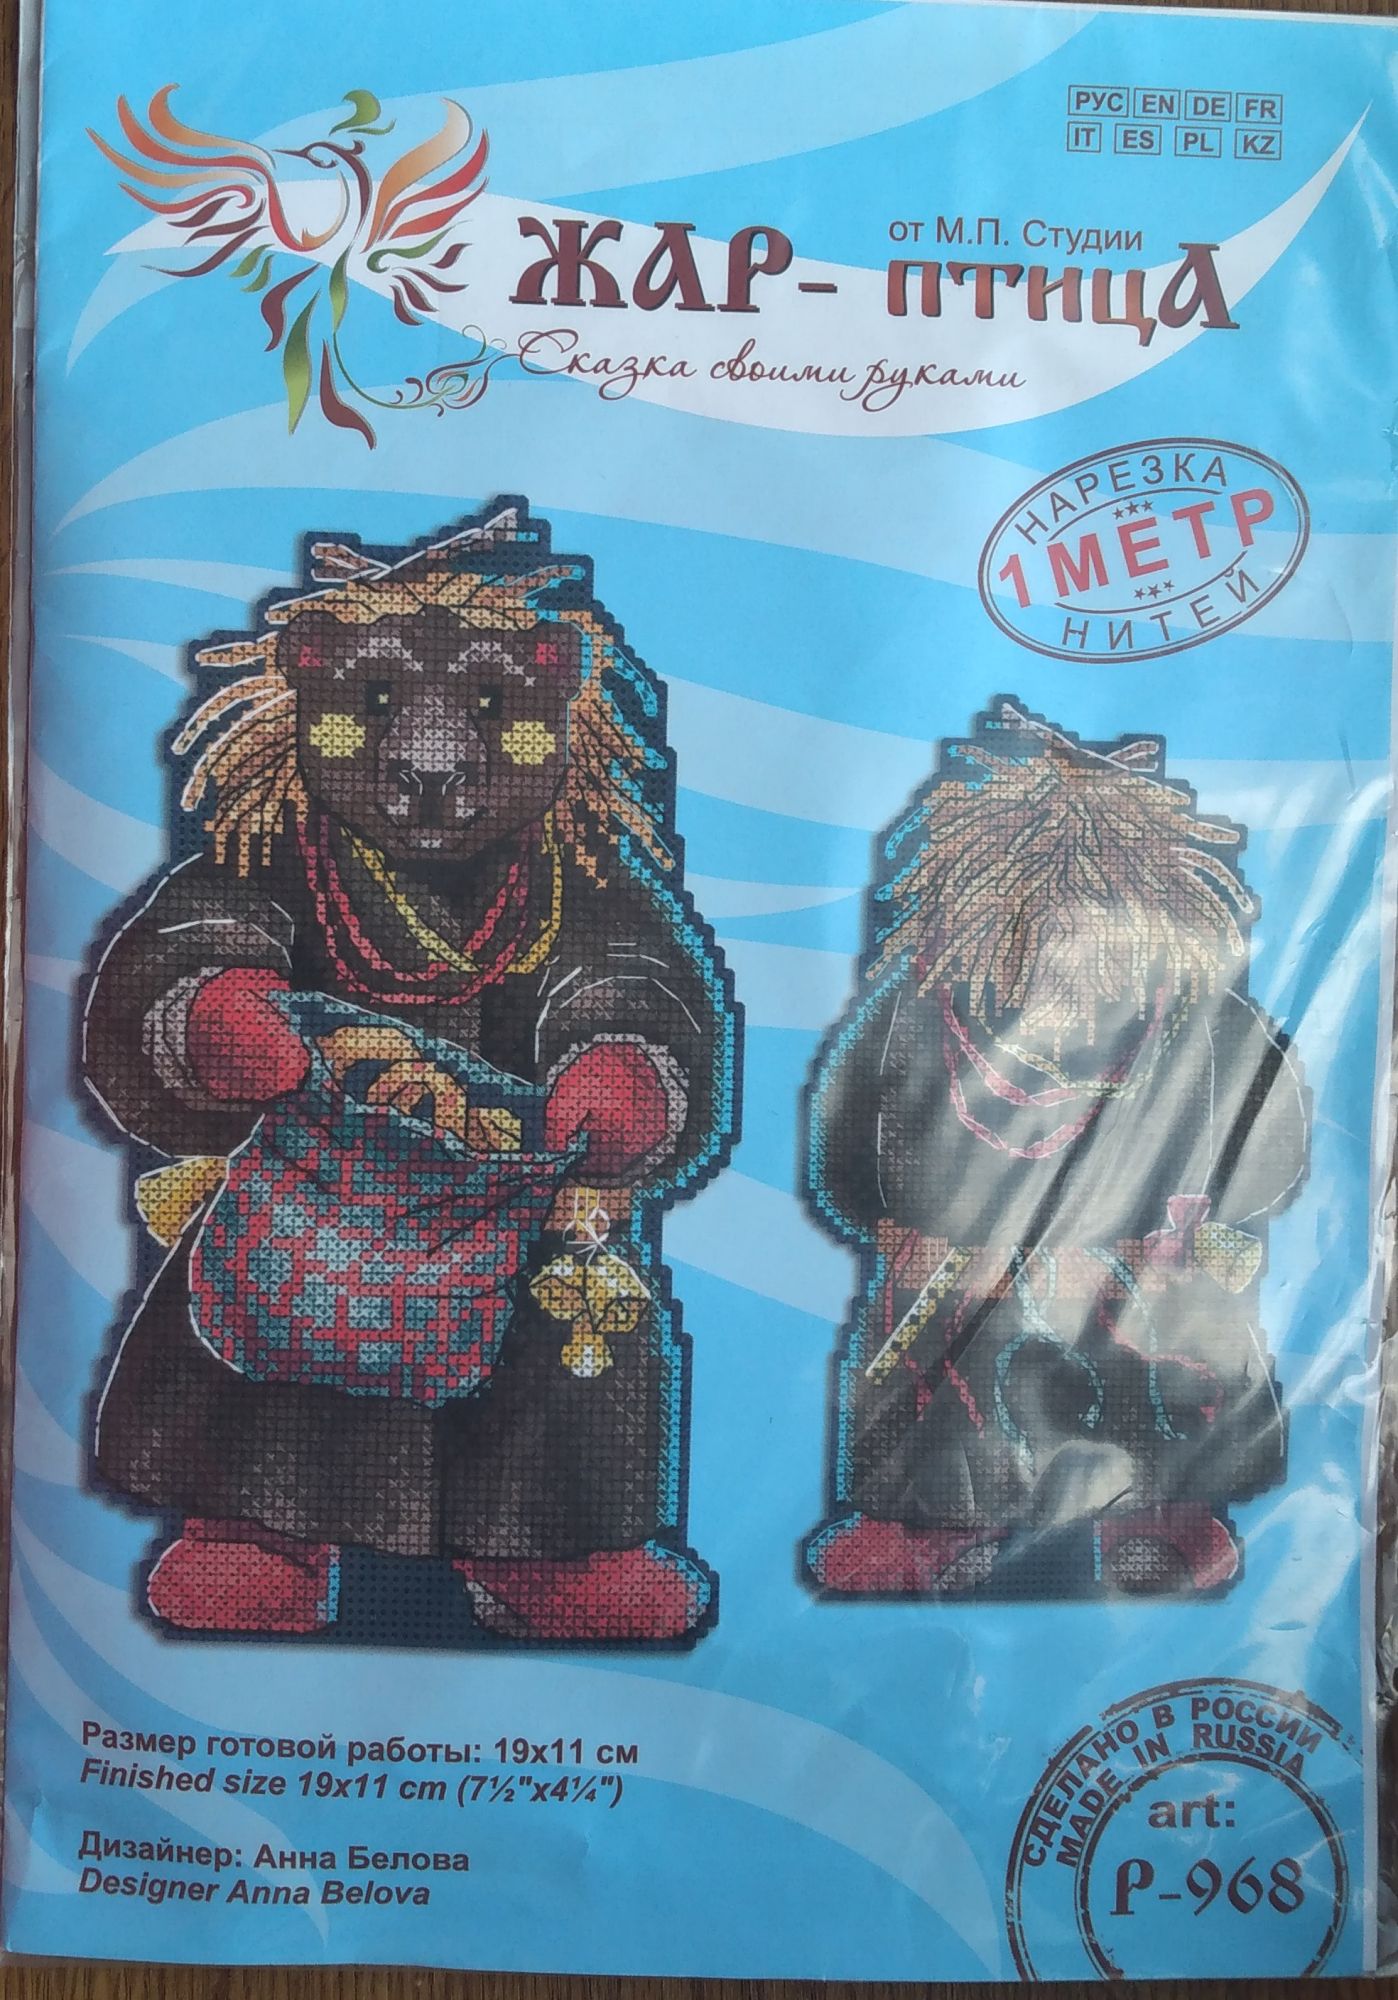 РУС EN DE FR
IT ES PL KZ
от М.П. Студии
ЖАР-ПТИЦА
Сказка своими руками
НАРЕЗКА
1 МЕТР
НИТЕЙ
Размер готовой работы: 19х11 см
Finished size 19x11 cm (7½"x4¼")
Дизайнер: Анна Белова
Designer Anna Belova
СДЕЛАНО В РОССИИ
MADE IN RUSSIA
art:
Р-968